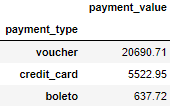 payment_value
payment_type
voucher 20690.71
credit_card 5522.95
boleto 637.72